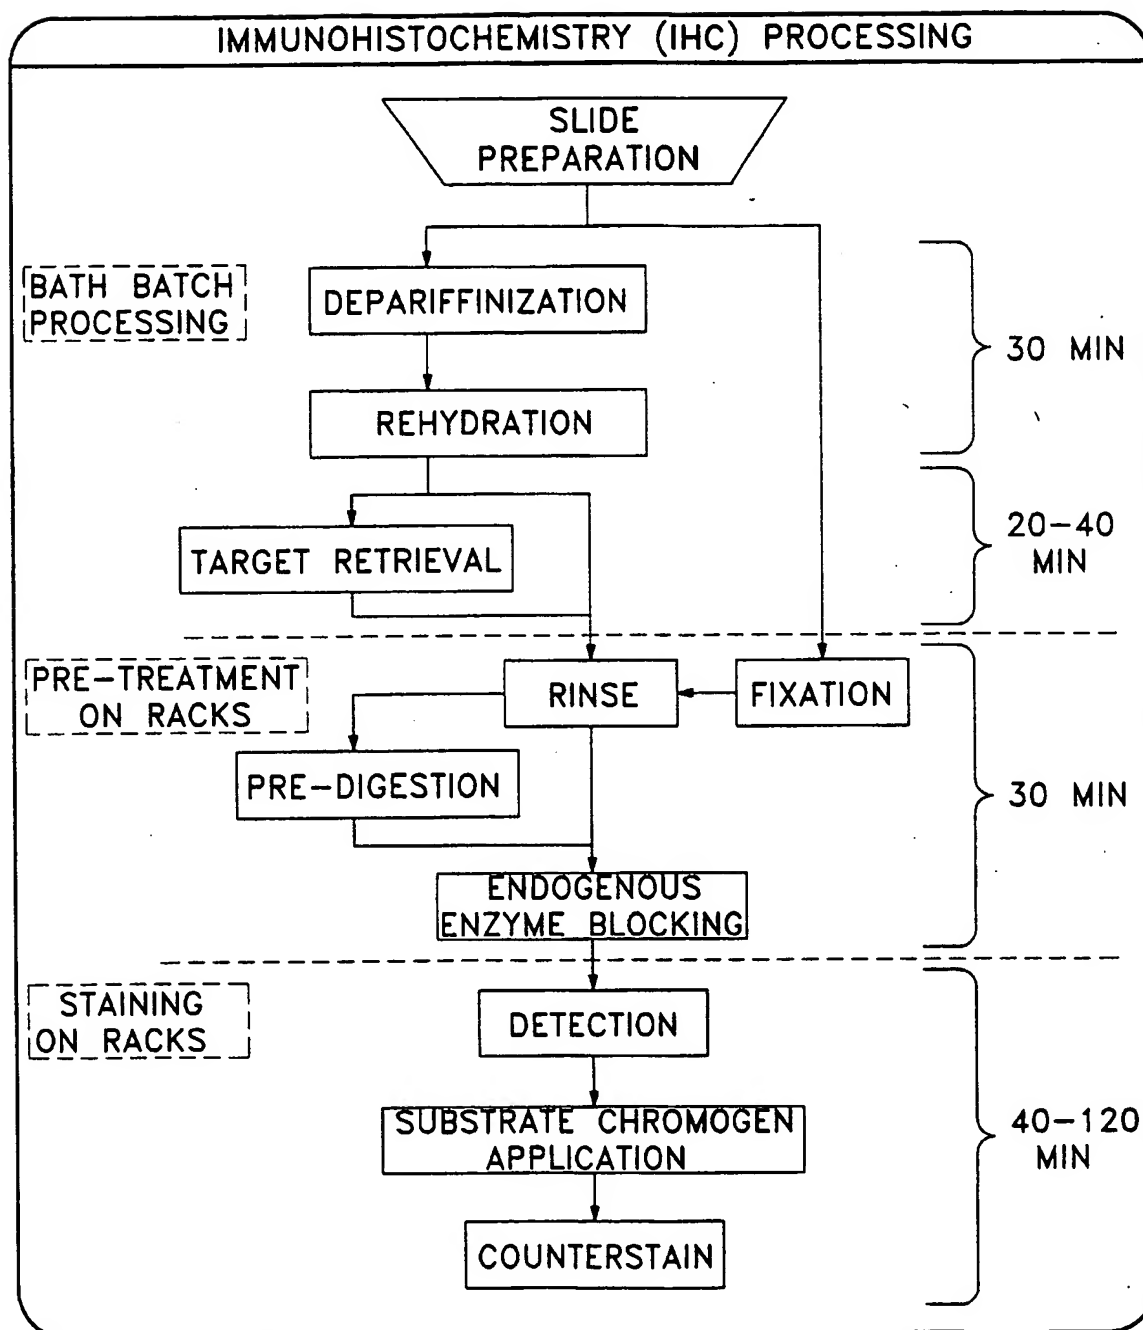 IMMUNOHISTOCHEMISTRY (IHC) PROCESSING
SLIDE
PREPARATION
BATH BATCH
PROCESSING
DEPARIFFINIZATION
30 MIN
REHYDRATION
20-40
MIN
TARGET RETRIEVAL
PRE-TREATMENT
ON RACKS
RINSE
FIXATION
PRE-DIGESTION
30 MIN
ENDOGENOUS
ENZYME BLOCKING
STAINING
ON RACKS
DETECTION
SUBSTRATE CHROMOGEN
APPLICATION
40-120
MIN
COUNTERSTAIN